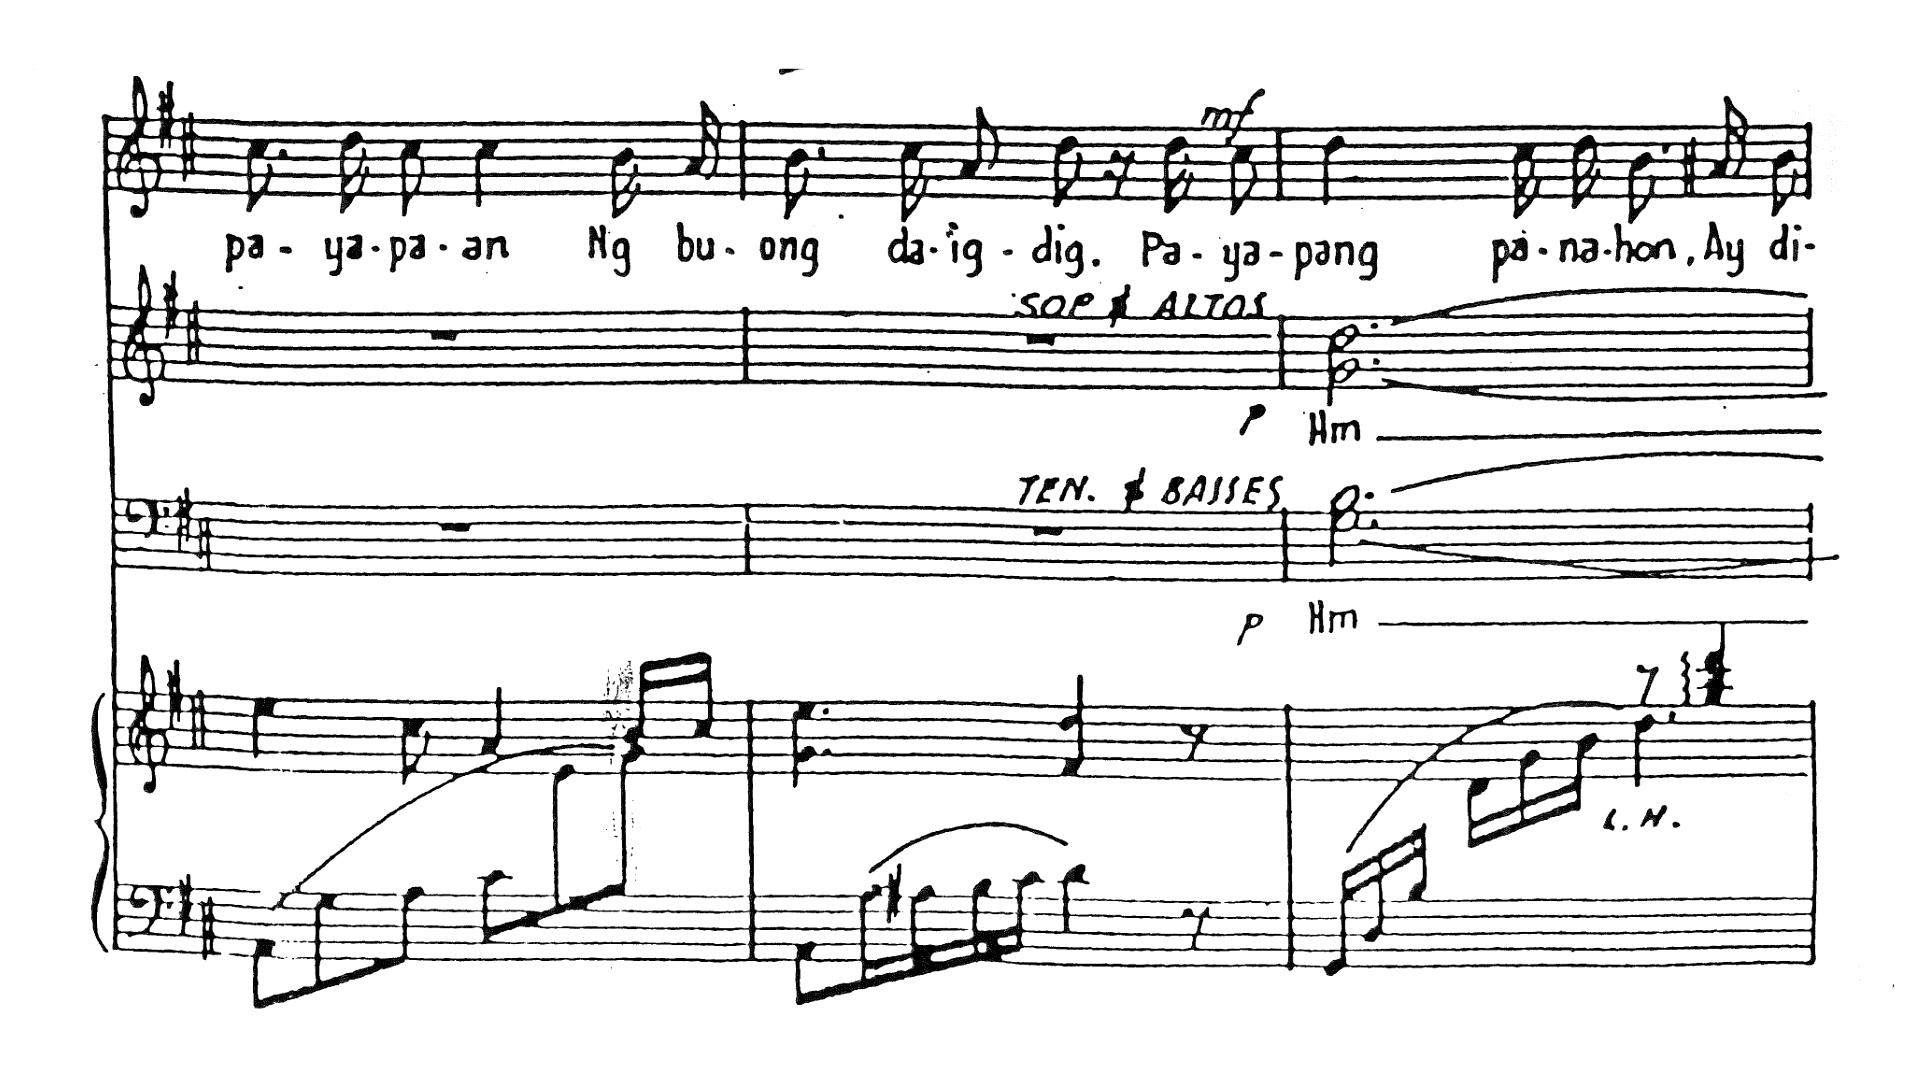 mf
pa - ya - pa - an Ng bu - ong da - ig - dig. Pa - ya - pang pa - na - hon, Ay di -
SOP & ALTOS
p Hm
TEN. & BASSES
p Hm
L. H.